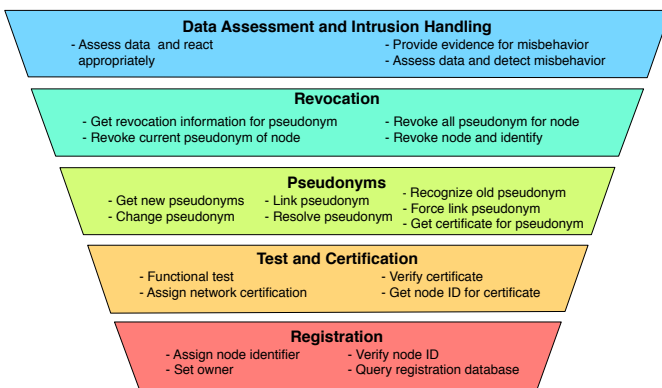 Data Assessment and Intrusion Handling
- Assess data and react
appropriately
- Provide evidence for misbehavior
- Assess data and detect misbehavior
Revocation
- Get revocation information for pseudonym
- Revoke current pseudonym of node
- Revoke all pseudonym for node
- Revoke node and identify
Pseudonyms
- Get new pseudonyms
- Change pseudonym
- Link pseudonym
- Resolve pseudonym
- Recognize old pseudonym
- Force link pseudonym
- Get certificate for pseudonym
Test and Certification
- Functional test
- Assign network certification
- Verify certificate
- Get node ID for certificate
Registration
- Assign node identifier
- Set owner
- Verify node ID
- Query registration database